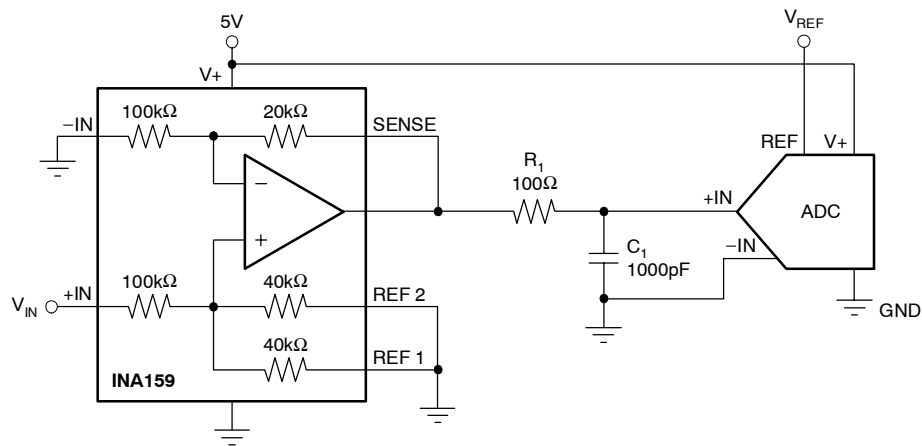 5V
V+
VREF
−IN
100kΩ
20kΩ
SENSE
REF
V+
R1
100Ω
−
+IN
ADC
+
−IN
C1
1000pF
VIN
+IN
100kΩ
40kΩ
REF 2
GND
40kΩ
REF 1
INA159